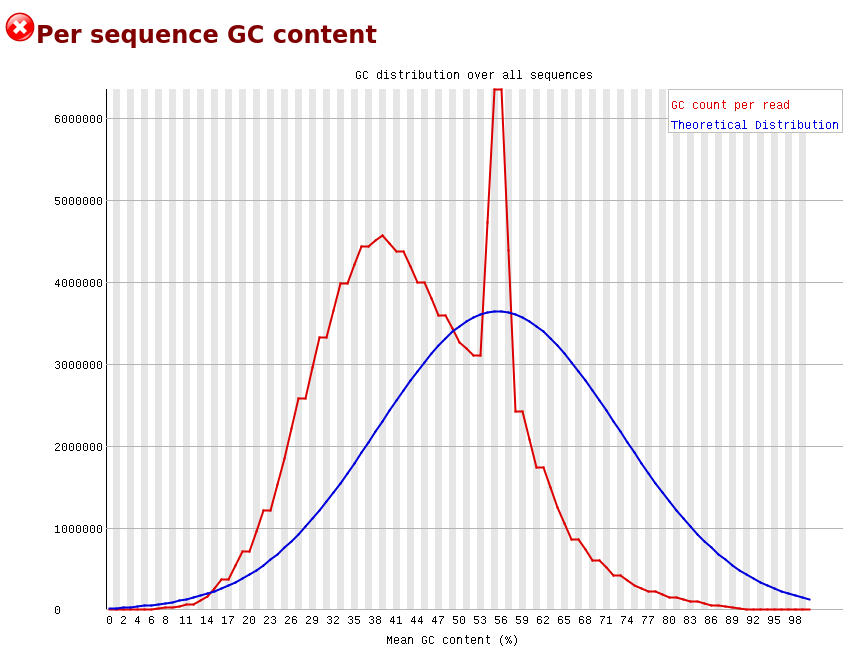 Per sequence GC content
GC distribution over all sequences
GC count per read
Theoretical Distribution
6000000
5000000
4000000
3000000
2000000
1000000
0
0 2 4 6 8 11 14 17 20 23 26 29 32 35 38 41 44 47 50 53 56 59 62 65 68 71 74 77 80 83 86 89 92 95 98
Mean GC content (%)